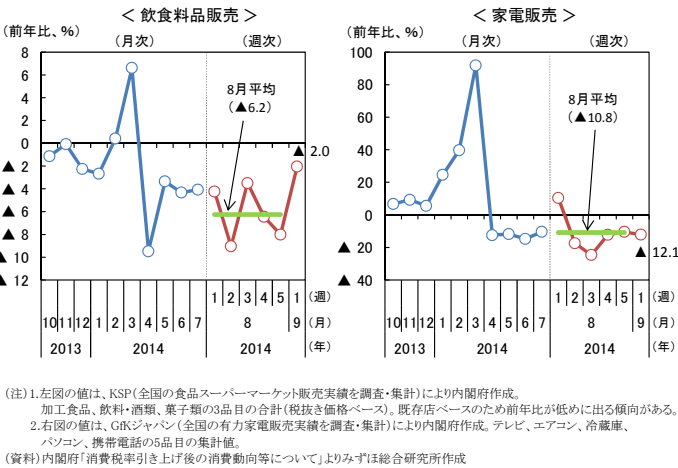 ＜ 飲食料品販売 ＞
（前年比、%）
（月次）
（週次）
8
6
4
2
0
▲ 2
▲ 4
▲ 6
▲ 8
▲ 10
▲ 12
8月平均
（▲6.2）
▲ 2.0
1 2 3 4 5 1 （週）
10 11 12 1 2 3 4 5 6 7 8 9 （月）
2013 2014 2014 （年）
＜ 家電販売 ＞
（前年比、%）
（月次）
（週次）
100
80
60
40
20
0
▲ 20
▲ 40
8月平均
（▲10.8）
▲ 12.1
1 2 3 4 5 1 （週）
10 11 12 1 2 3 4 5 6 7 8 9 （月）
2013 2014 2014 （年）
（注）1.左図の値は、KSP（全国の食品スーパーマーケット販売実績を調査・集計）により内閣府作成。
加工食品、飲料・酒類、菓子類の3品目の合計（税抜き価格ベース）。既存店ベースのため前年比が低めに出る傾向がある。
2.右図の値は、GfKジャパン（全国の有力家電販売実績を調査・集計）により内閣府作成。テレビ、エアコン、冷蔵庫、
パソコン、携帯電話の5品目の集計値。
（資料）内閣府「消費税率引き上げ後の消費動向等について」よりみずほ総合研究所作成